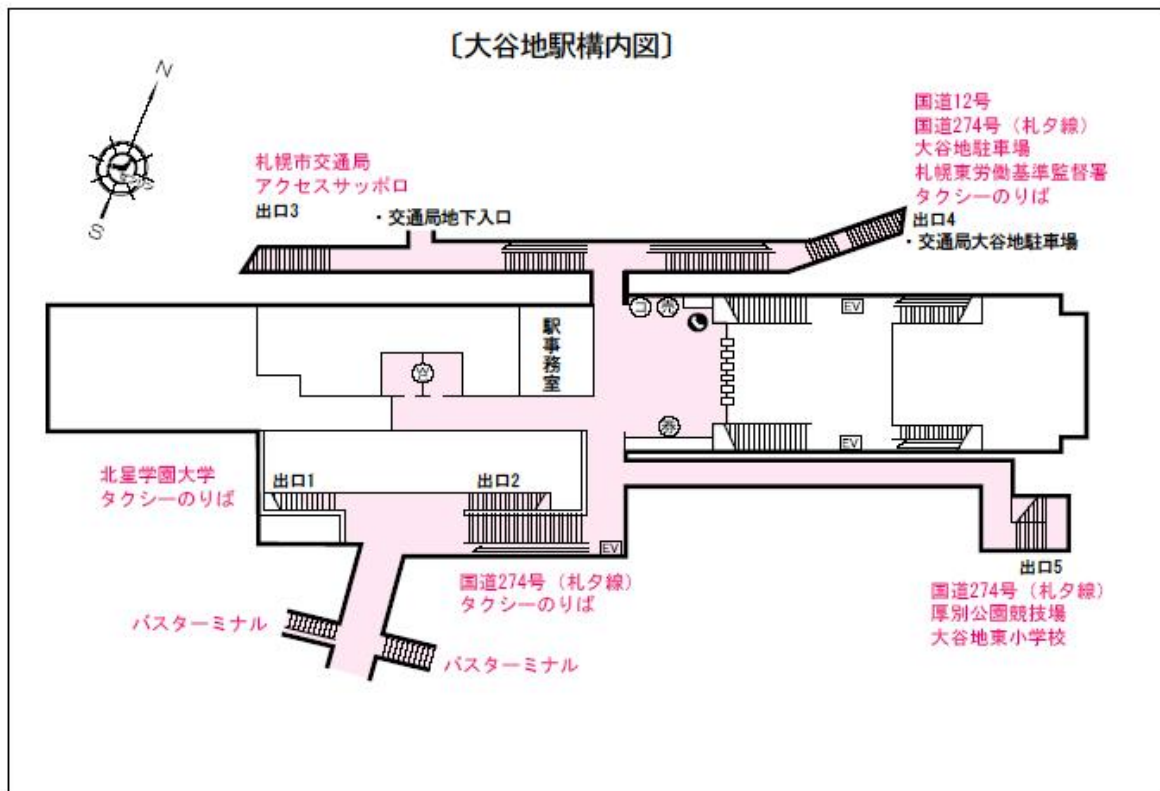 〔大谷地駅構内図〕
N
S
国道12号
国道274号（札夕線）
大谷地駐車場
札幌東労働基準監督署
タクシーのりば
出口4
・交通局大谷地駐車場
札幌市交通局
アクセスサッポロ
出口3
・交通局地下入口
コ
売
EV
駅事務室
W
券
EV
北星学園大学
タクシーのりば
出口1
出口2
EV
国道274号（札夕線）
タクシーのりば
出口5
国道274号（札夕線）
厚別公園競技場
大谷地東小学校
バスターミナル
バスターミナル